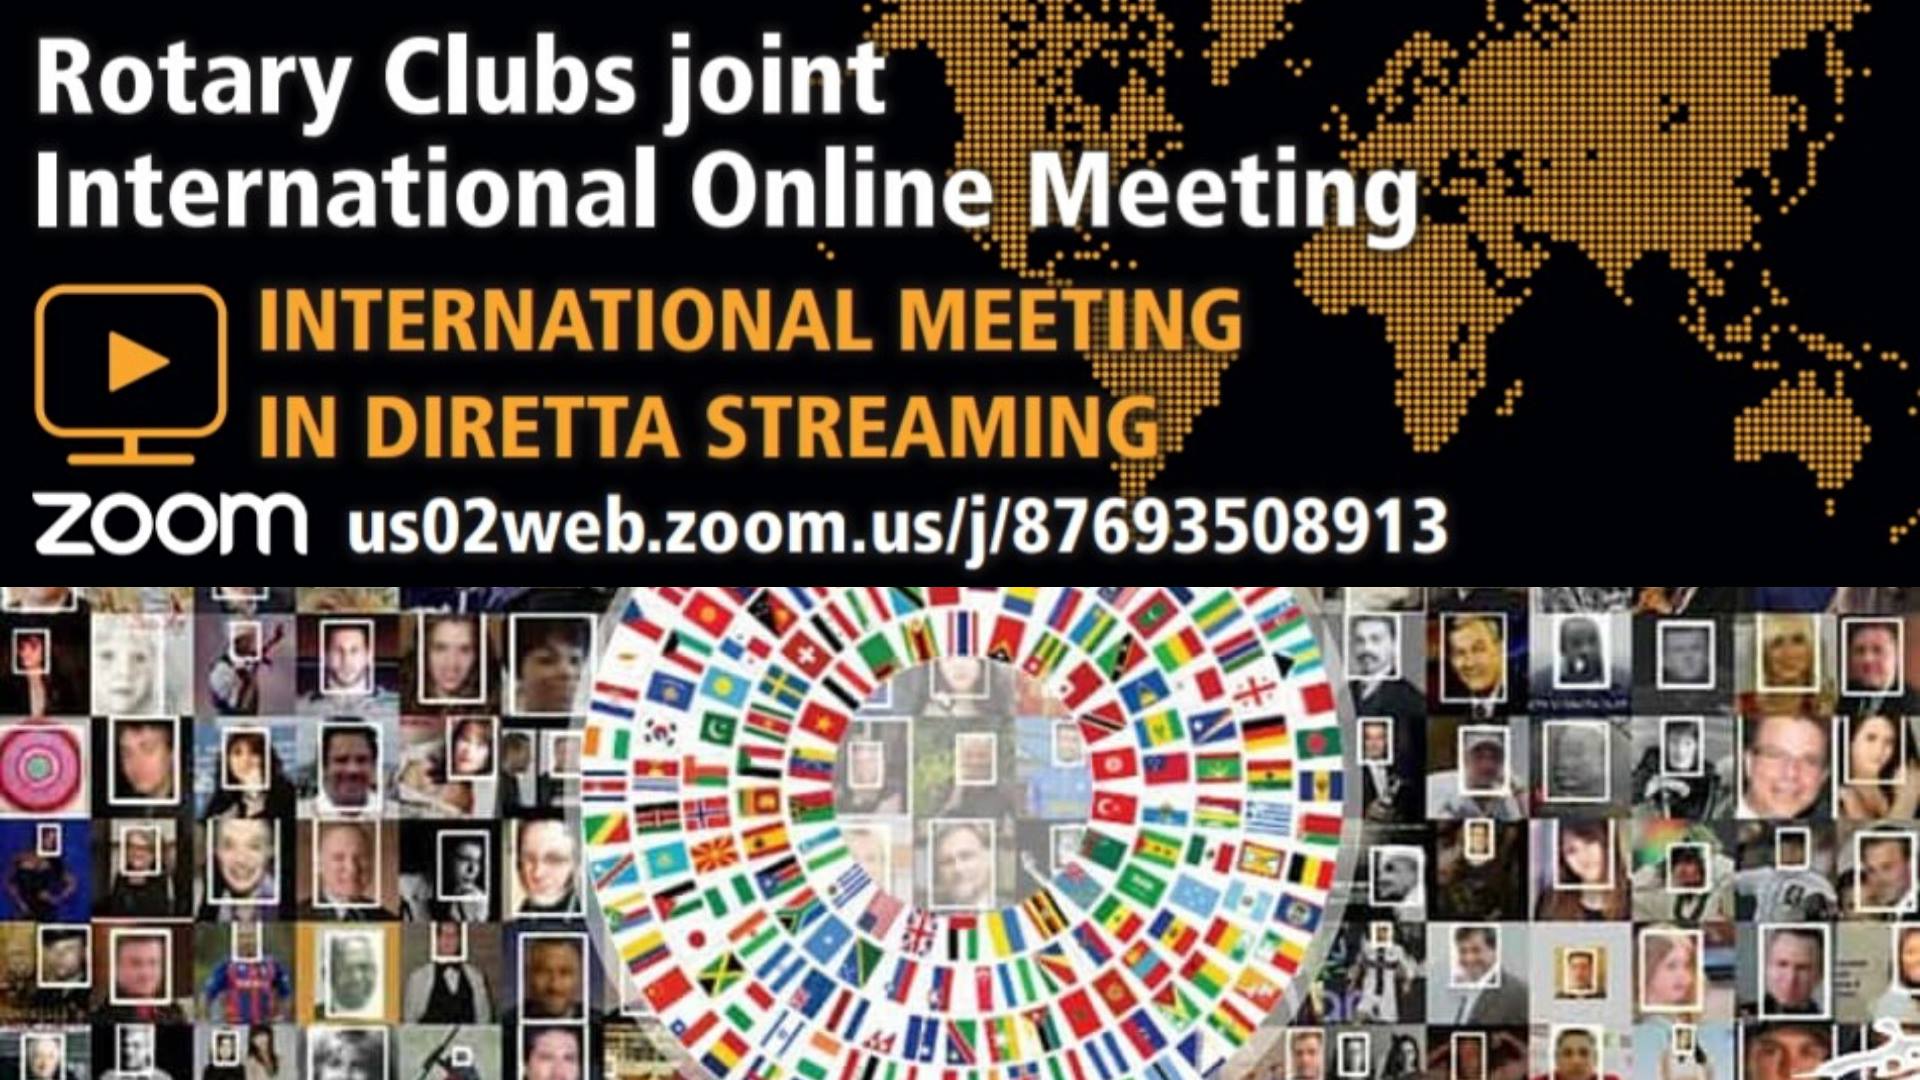 Rotary Clubs joint
International Online Meeting
INTERNATIONAL MEETING
IN DIRETTA STREAMING
zoom us02web.zoom.us/j/87693508913